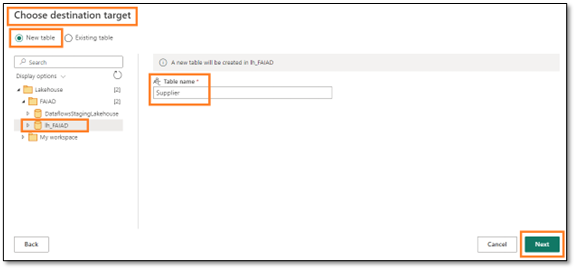 Choose destination target
New table
Existing table
Search
Display options
Lakehouse [2]
FAIAD [2]
DataflowsStagingLakehouse
lh_FAIAD
My workspace
A new table will be created in lh_FAIAD
Table name *
Supplier
Back
Cancel
Next